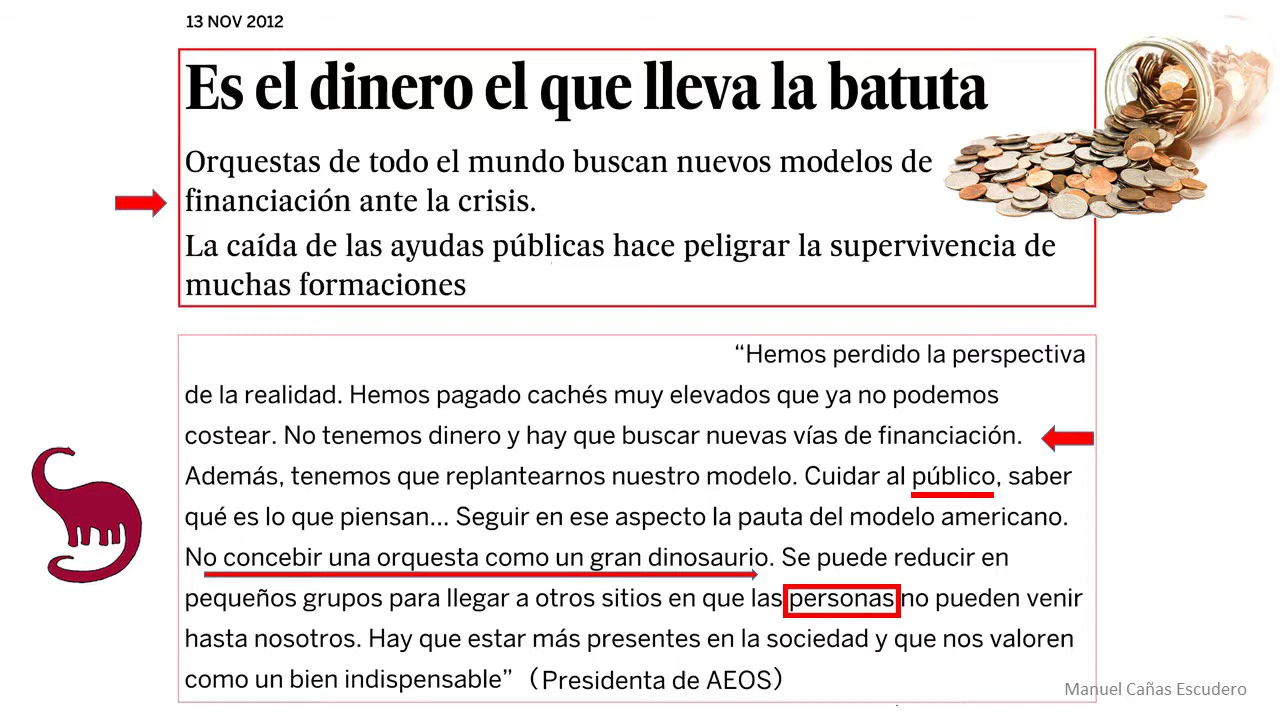 13 NOV 2012
Es el dinero el que lleva la batuta
Orquestas de todo el mundo buscan nuevos modelos de
financiación ante la crisis.
La caída de las ayudas públicas hace peligrar la supervivencia de
muchas formaciones
“Hemos perdido la perspectiva
de la realidad. Hemos pagado cachés muy elevados que ya no podemos
costear. No tenemos dinero y hay que buscar nuevas vías de financiación.
Además, tenemos que replantearnos nuestro modelo. Cuidar al público, saber
qué es lo que piensan... Seguir en ese aspecto la pauta del modelo americano.
No concebir una orquesta como un gran dinosaurio. Se puede reducir en
pequeños grupos para llegar a otros sitios en que las personas no pueden venir
hasta nosotros. Hay que estar más presentes en la sociedad y que nos valoren
como un bien indispensable” (Presidenta de AEOS)
Manuel Cañas Escudero